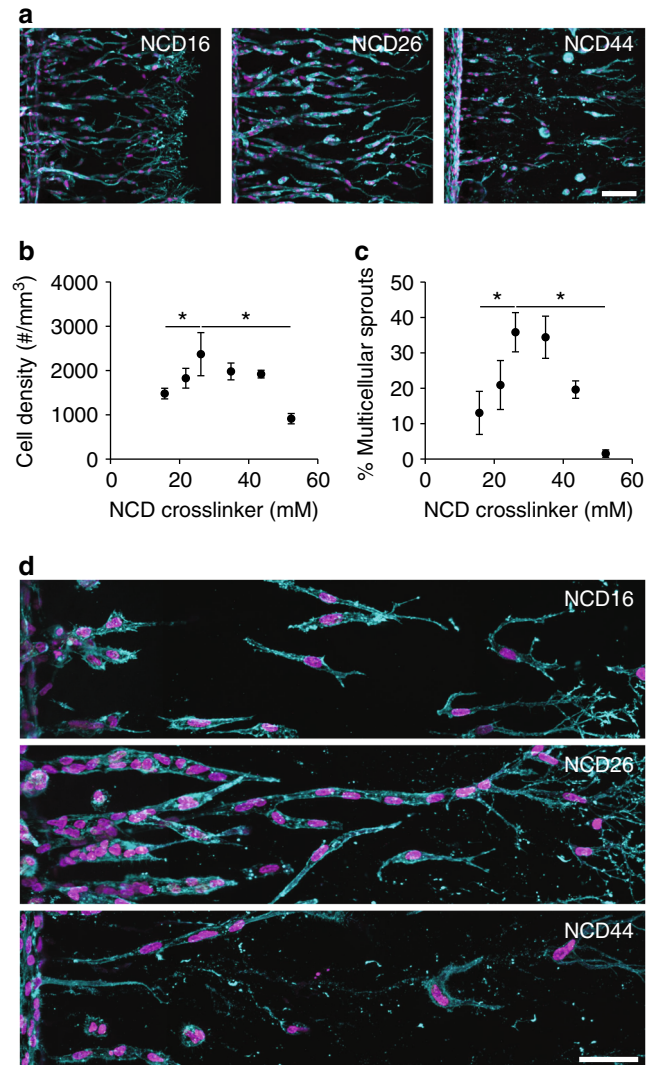 a
NCD16 NCD26 NCD44
b
Cell density (#/mm³)
4000
3000
2000
1000
0
* *
0 20 40 60
NCD crosslinker (mM)
c
% Multicellular sprouts
50
40
30
20
10
0
* *
0 20 40 60
NCD crosslinker (mM)
d
NCD16
NCD26
NCD44